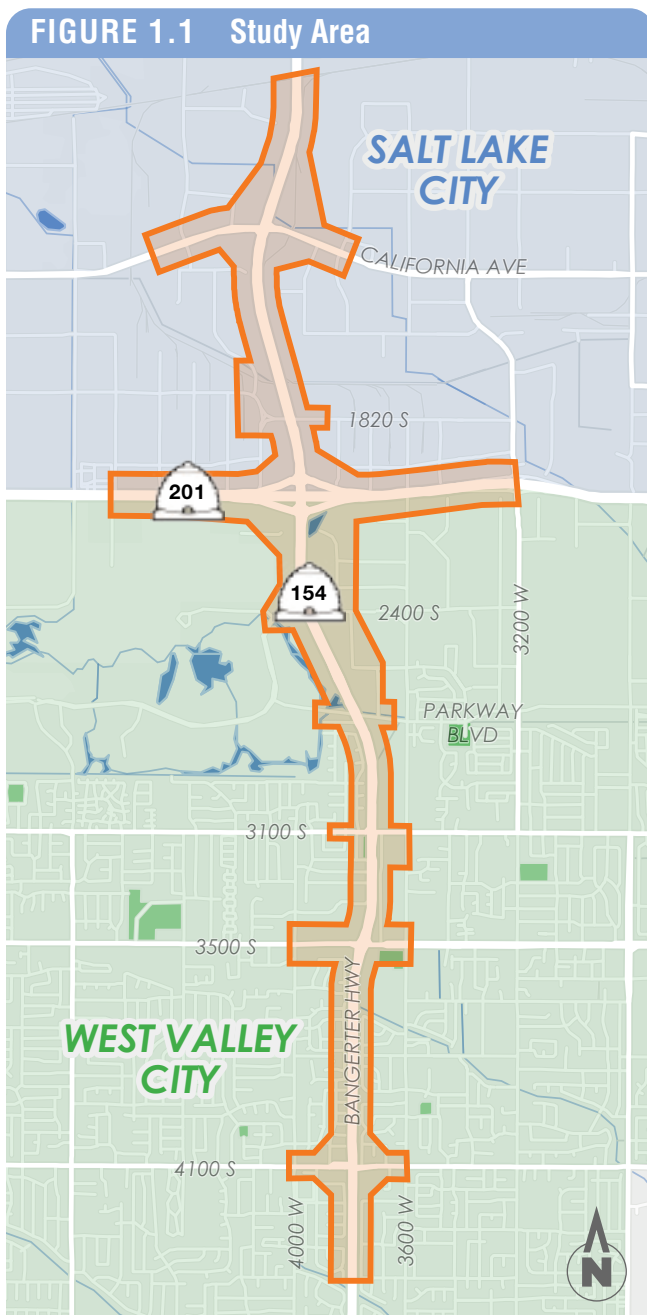 FIGURE 1.1 Study Area
SALT LAKE
CITY
CALIFORNIA AVE
1820 S
201
154
2400 S
3200 W
PARKWAY
BLVD
3100 S
3500 S
BANGERTER HWY
WEST VALLEY
CITY
4100 S
4000 W
3600 W
N